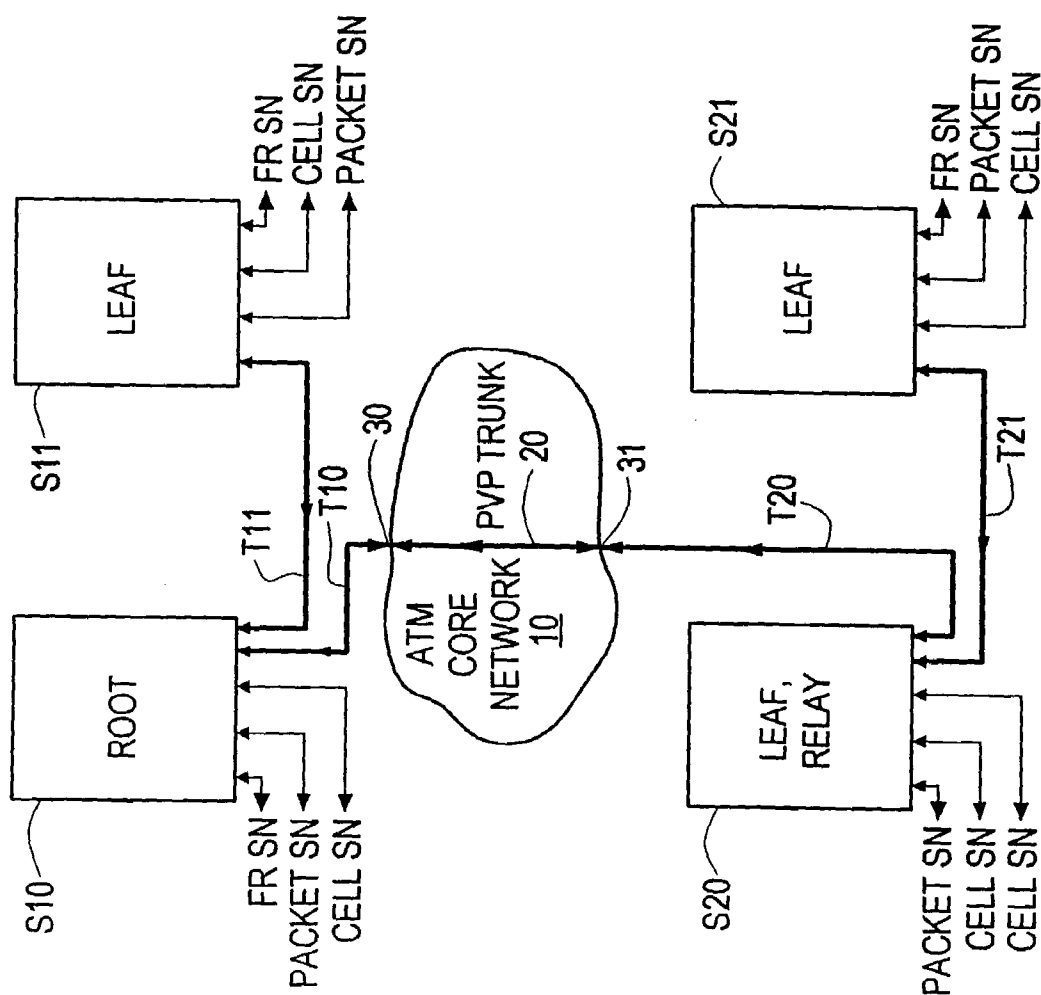 S10
ROOT
S11
LEAF
FR SN
PACKET SN
CELL SN
T11
T10
FR SN
CELL SN
PACKET SN
30
ATM
CORE
NETWORK
10
PVP TRUNK
20
31
S20
LEAF,
RELAY
S21
LEAF
T20
PACKET SN
CELL SN
CELL SN
T21
FR SN
PACKET SN
CELL SN